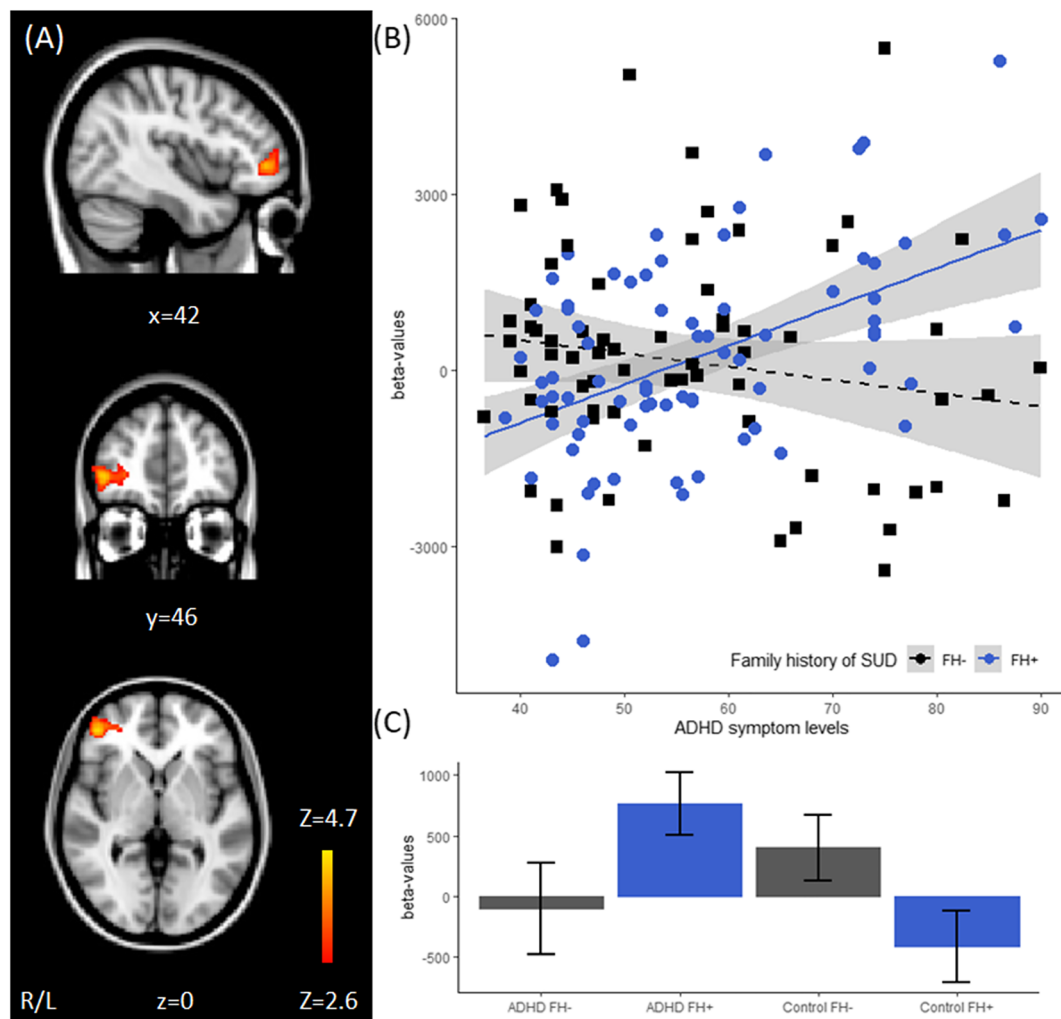 (A)
x=42
y=46
Z=4.7
R/L
z=0
Z=2.6
(B)
6000
3000
0
-3000
beta-values
Family history of SUD FH- FH+
40 50 60 70 80 90
ADHD symptom levels
(C)
1000
500
0
-500
beta-values
ADHD FH- ADHD FH+ Control FH- Control FH+